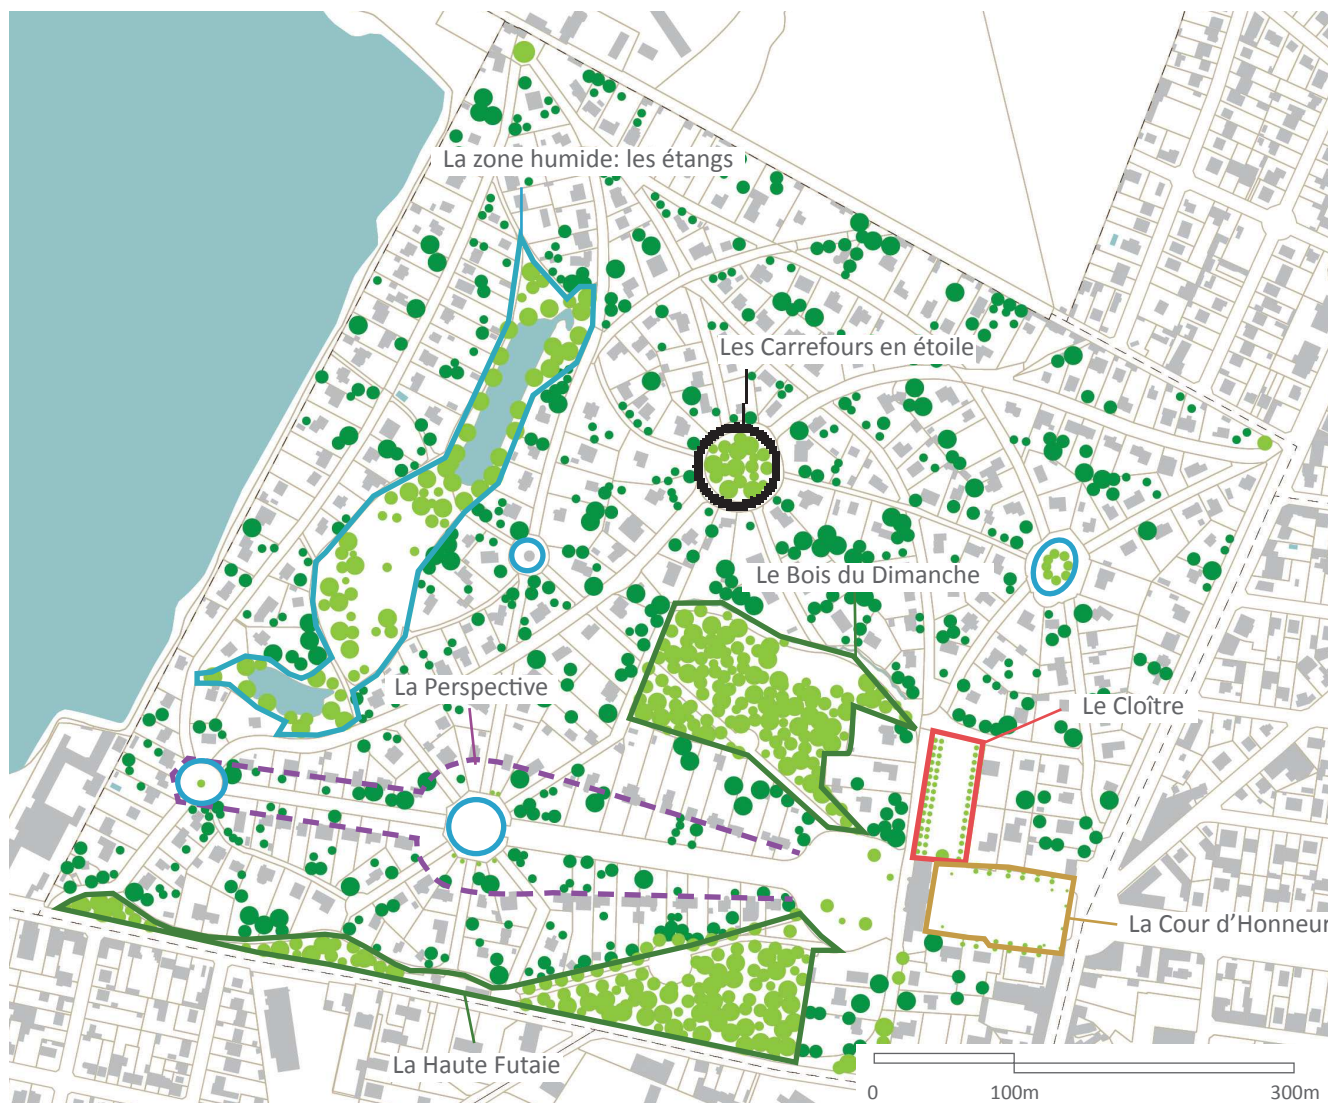 La zone humide: les étangs
Les Carrefours en étoile
Le Bois du Dimanche
La Perspective
Le Cloître
La Cour d'Honneur
La Haute Futaie
0 100m 300m